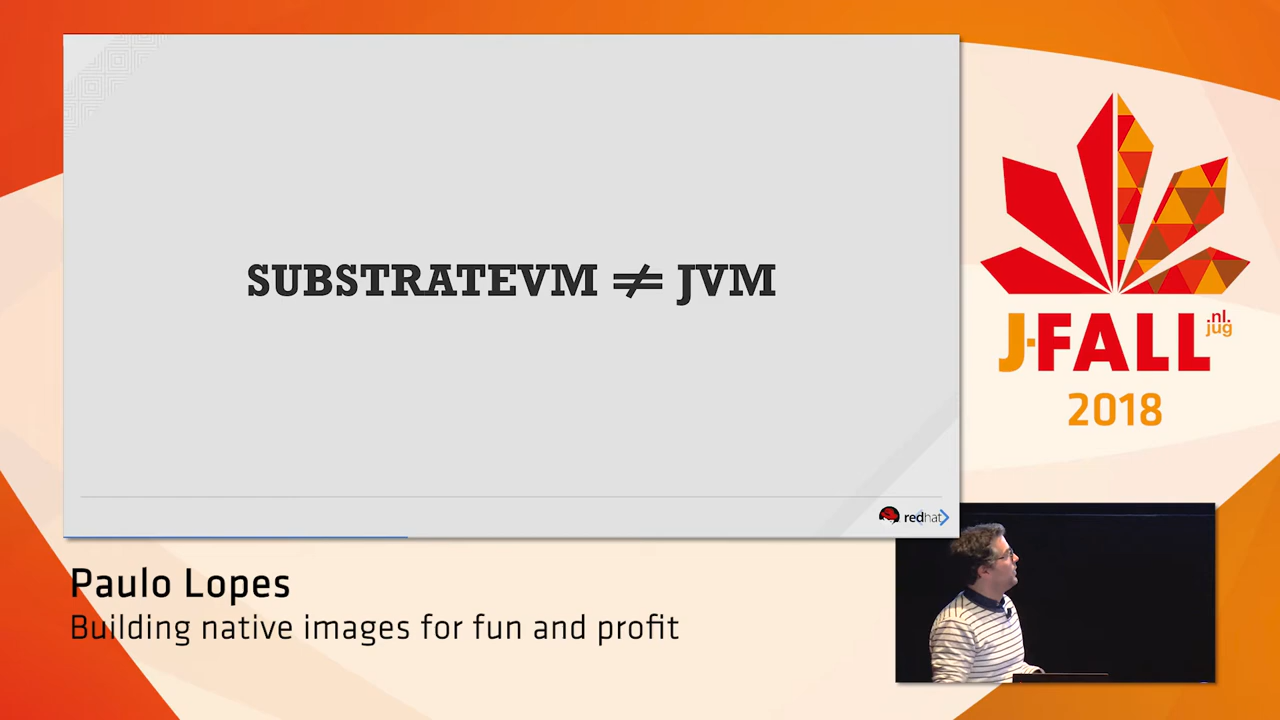 SUBSTRATEVM ≠ JVM
redhat
Paulo Lopes
Building native images for fun and profit
J-FALL
nl.
jug
2018